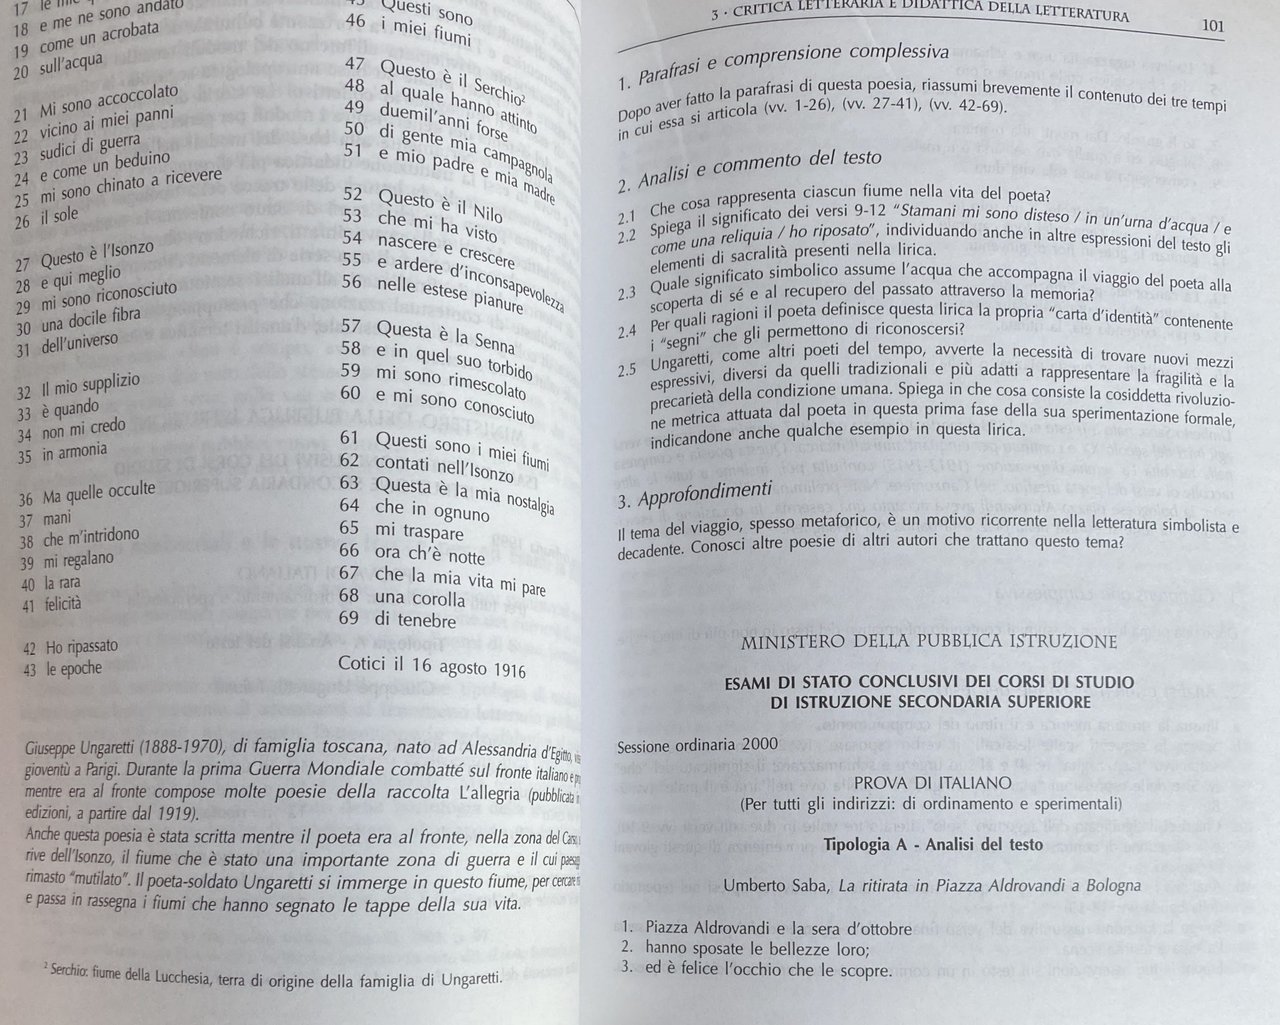 17 le
18 e me ne sono andato
19 come un acrobata
20 sull'acqua
21 Mi sono accoccolato
22 vicino ai miei panni
23 sudici di guerra
24 e come un beduino
25 mi sono chinato a ricevere
26 il sole
27 Questo è l'Isonzo
28 e qui meglio
29 mi sono riconosciuto
30 una docile fibra
31 dell'universo
32 Il mio supplizio
33 è quando
34 non mi credo
35 in armonia
36 Ma quelle occulte
37 mani
38 che m'intridono
39 mi regalano
40 la rara
41 felicità
42 Ho ripassato
43 le epoche
45 Questi sono
46 i miei fiumi
47 Questo è il Serchio²
48 al quale hanno attinto
49 duemil'anni forse
50 di gente mia campagnola
51 e mio padre e mia madre
52 Questo è il Nilo
53 che mi ha visto
54 nascere e crescere
55 e ardere d'inconsapevolezza
56 nelle estese pianure
57 Questa è la Senna
58 e in quel suo torbido
59 mi sono rimescolato
60 e mi sono conosciuto
61 Questi sono i miei fiumi
62 contati nell'Isonzo
63 Questa è la mia nostalgia
64 che in ognuno
65 mi traspare
66 ora ch'è notte
67 che la mia vita mi pare
68 una corolla
69 di tenebre
Cotici il 16 agosto 1916
Giuseppe Ungaretti (1888-1970), di famiglia toscana, nato ad Alessandria d'Egitto,
gioventù a Parigi. Durante la prima Guerra Mondiale combatté sul fronte italiano e
mentre era al fronte compose molte poesie della raccolta L'allegria (pubblicata
edizioni, a partire dal 1919).
Anche questa poesia è stata scritta mentre il poeta era al fronte, nella zona del
rive dell'Isonzo, il fiume che è stato una importante zona di guerra e il cui
rimasto "mutilato". Il poeta-soldato Ungaretti si immerge in questo fiume, per cercare
e passa in rassegna i fiumi che hanno segnato le tappe della sua vita.
² Serchio: fiume della Lucchesia, terra di origine della famiglia di Ungaretti.
3 · CRITICA LETTERARIA E DIDATTICA DELLA LETTERATURA 101
1. Parafrasi e comprensione complessiva
Dopo aver fatto la parafrasi di questa poesia, riassumi brevemente il contenuto dei tre tempi
in cui essa si articola (vv. 1-26), (vv. 27-41), (vv. 42-69).
2. Analisi e commento del testo
2.1 Che cosa rappresenta ciascun fiume nella vita del poeta?
2.2 Spiega il significato dei versi 9-12 "Stamani mi sono disteso / in un'urna d'acqua / e
come una reliquia / ho riposato", individuando anche in altre espressioni del testo gli
elementi di sacralità presenti nella lirica.
2.3 Quale significato simbolico assume l'acqua che accompagna il viaggio del poeta alla
scoperta di sé e al recupero del passato attraverso la memoria?
2.4 Per quali ragioni il poeta definisce questa lirica la propria "carta d'identità" contenente
i "segni" che gli permettono di riconoscersi?
2.5 Ungaretti, come altri poeti del tempo, avverte la necessità di trovare nuovi mezzi
espressivi, diversi da quelli tradizionali e più adatti a rappresentare la fragilità e la
precarietà della condizione umana. Spiega in che cosa consiste la cosiddetta rivoluzio-
ne metrica attuata dal poeta in questa prima fase della sua sperimentazione formale,
indicandone anche qualche esempio in questa lirica.
3. Approfondimenti
Il tema del viaggio, spesso metaforico, è un motivo ricorrente nella letteratura simbolista e
decadente. Conosci altre poesie di altri autori che trattano questo tema?
MINISTERO DELLA PUBBLICA ISTRUZIONE
ESAMI DI STATO CONCLUSIVI DEI CORSI DI STUDIO
DI ISTRUZIONE SECONDARIA SUPERIORE
Sessione ordinaria 2000
PROVA DI ITALIANO
(Per tutti gli indirizzi: di ordinamento e sperimentali)
Tipologia A - Analisi del testo
Umberto Saba, La ritirata in Piazza Aldrovandi a Bologna
1. Piazza Aldrovandi e la sera d'ottobre
2. hanno sposate le bellezze loro;
3. ed è felice l'occhio che le scopre.